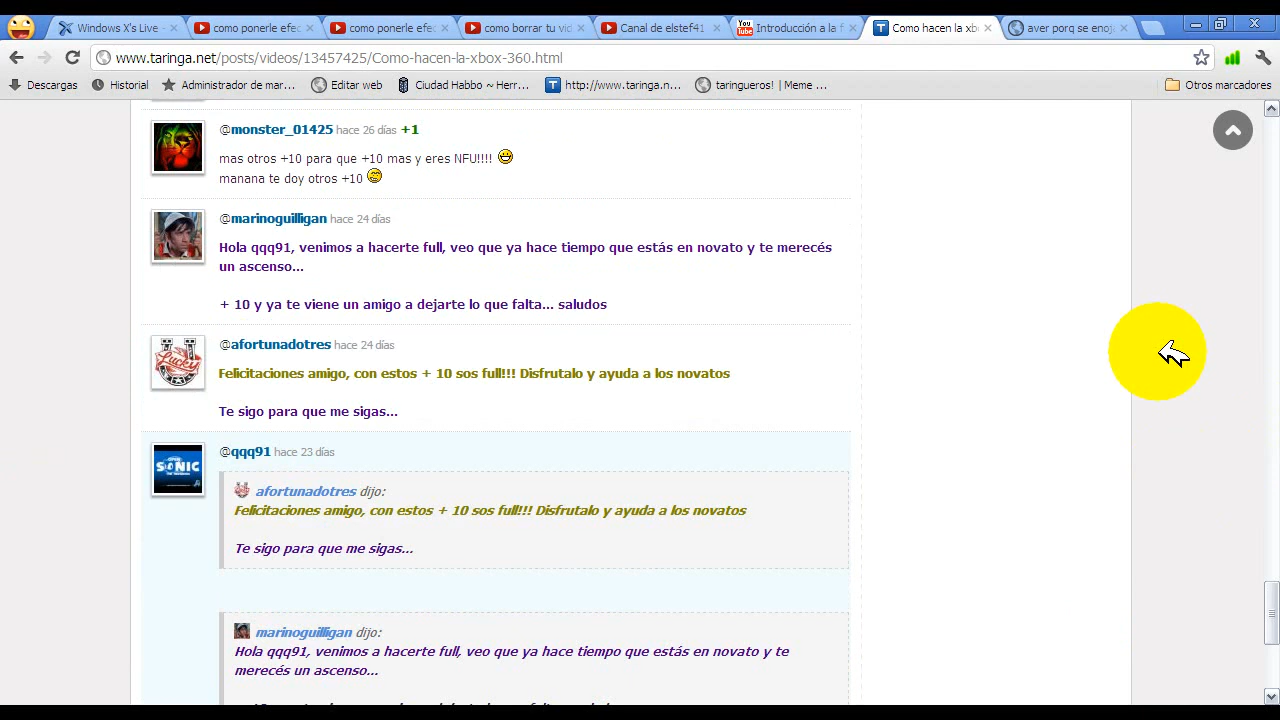 Windows X's Live -
como ponerle efec
como ponerle efec
como borrar tu vid
Canal de elstef41
Introducción a la f
Como hacen la xb
aver porq se enoj
www.taringa.net/posts/videos/13457425/Como-hacen-la-xbox-360.html
Descargas
Historial
Administrador de mar...
Editar web
Ciudad Habbo ~ Herr...
http://www.taringa.n...
taringueros! | Meme ...
Otros marcadores
@monster_01425 hace 26 días +1
mas otros +10 para que +10 mas y eres NFU!!!!
manana te doy otros +10
@marinoguilligan hace 24 días
Hola qqq91, venimos a hacerte full, veo que ya hace tiempo que estás en novato y te merecés
un ascenso...
+ 10 y ya te viene un amigo a dejarte lo que falta... saludos
Lucky
@afortunadotres hace 24 días
Felicitaciones amigo, con estos + 10 sos full!!! Disfrutalo y ayuda a los novatos
Te sigo para que me sigas...
SONIC
@qqq91 hace 23 días
afortunadotres dijo:
Felicitaciones amigo, con estos + 10 sos full!!! Disfrutalo y ayuda a los novatos
Te sigo para que me sigas...
marinoguilligan dijo:
Hola qqq91, venimos a hacerte full, veo que ya hace tiempo que estás en novato y te
merecés un ascenso...